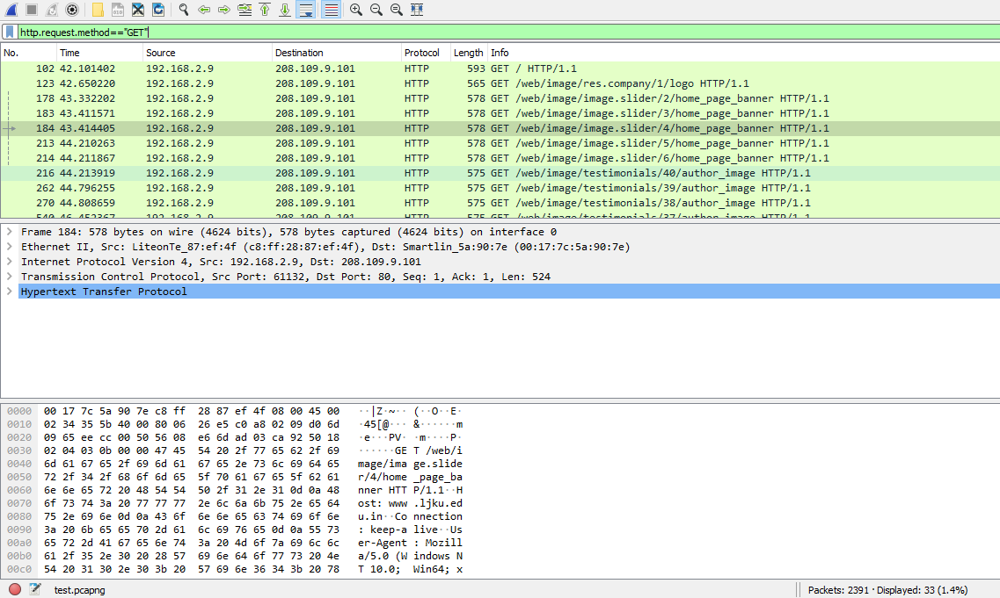 http.request.method=="GET"
No. Time Source Destination Protocol Length Info
102 42.101402 192.168.2.9 208.109.9.101 HTTP 593 GET / HTTP/1.1
123 42.650220 192.168.2.9 208.109.9.101 HTTP 565 GET /web/image/res.company/1/logo HTTP/1.1
178 43.332202 192.168.2.9 208.109.9.101 HTTP 578 GET /web/image/image.slider/2/home_page_banner HTTP/1.1
183 43.411571 192.168.2.9 208.109.9.101 HTTP 578 GET /web/image/image.slider/3/home_page_banner HTTP/1.1
184 43.414405 192.168.2.9 208.109.9.101 HTTP 578 GET /web/image/image.slider/4/home_page_banner HTTP/1.1
213 44.210263 192.168.2.9 208.109.9.101 HTTP 578 GET /web/image/image.slider/5/home_page_banner HTTP/1.1
214 44.211867 192.168.2.9 208.109.9.101 HTTP 578 GET /web/image/image.slider/6/home_page_banner HTTP/1.1
216 44.213919 192.168.2.9 208.109.9.101 HTTP 575 GET /web/image/testimonials/40/author_image HTTP/1.1
262 44.796255 192.168.2.9 208.109.9.101 HTTP 575 GET /web/image/testimonials/39/author_image HTTP/1.1
270 44.808659 192.168.2.9 208.109.9.101 HTTP 575 GET /web/image/testimonials/38/author_image HTTP/1.1
192.168.2.9 208.109.9.101 HTTP 575 GET /web/image/testimonials/37/author_image HTTP/1.1
Frame 184: 578 bytes on wire (4624 bits), 578 bytes captured (4624 bits) on interface 0
Ethernet II, Src: LiteonTe_87:ef:4f (c8:ff:28:87:ef:4f), Dst: Smartlin_5a:90:7e (00:17:7c:5a:90:7e)
Internet Protocol Version 4, Src: 192.168.2.9, Dst: 208.109.9.101
Transmission Control Protocol, Src Port: 61132, Dst Port: 80, Seq: 1, Ack: 1, Len: 524
Hypertext Transfer Protocol
0000 00 17 7c 5a 90 7e c8 ff 28 87 ef 4f 08 00 45 00 ··|Z·~·· (··O··E·
0010 02 34 35 5b 40 00 80 06 26 e5 c0 a8 02 09 d0 6d ·45[@··· &······m
0020 09 65 ee cc 00 50 56 08 e6 6d ad 03 ca 92 50 18 ·e···PV· ·m····P·
0030 02 04 03 0b 00 00 47 45 54 20 2f 77 65 62 2f 69 ······GE T /web/i
0040 6d 61 67 65 2f 69 6d 61 67 65 2e 73 6c 69 64 65 mage/ima ge.slide
0050 72 2f 34 2f 68 6f 6d 65 5f 70 61 67 65 5f 62 61 r/4/home _page_ba
0060 6e 6e 65 72 20 48 54 54 50 2f 31 2e 31 0d 0a 48 nner HTT P/1.1··H
0070 6f 73 74 3a 20 77 77 77 2e 6c 6a 6b 75 2e 65 64 ost: www .ljku.ed
0080 75 2e 69 6e 0d 0a 43 6f 6e 6e 65 63 74 69 6f 6e u.in··Co nnection
0090 3a 20 6b 65 65 70 2d 61 6c 69 76 65 0d 0a 55 73 : keep-a live··Us
00a0 65 72 2d 41 67 65 6e 74 3a 20 4d 6f 7a 69 6c 6c er-Agent : Mozill
00b0 61 2f 35 2e 30 20 28 57 69 6e 64 6f 77 73 20 4e a/5.0 (W indows N
00c0 54 20 31 30 2e 30 3b 20 57 69 6e 36 34 3b 20 78 T 10.0;  Win64; x
test.pcapng Packets: 2391 · Displayed: 33 (1.4%)